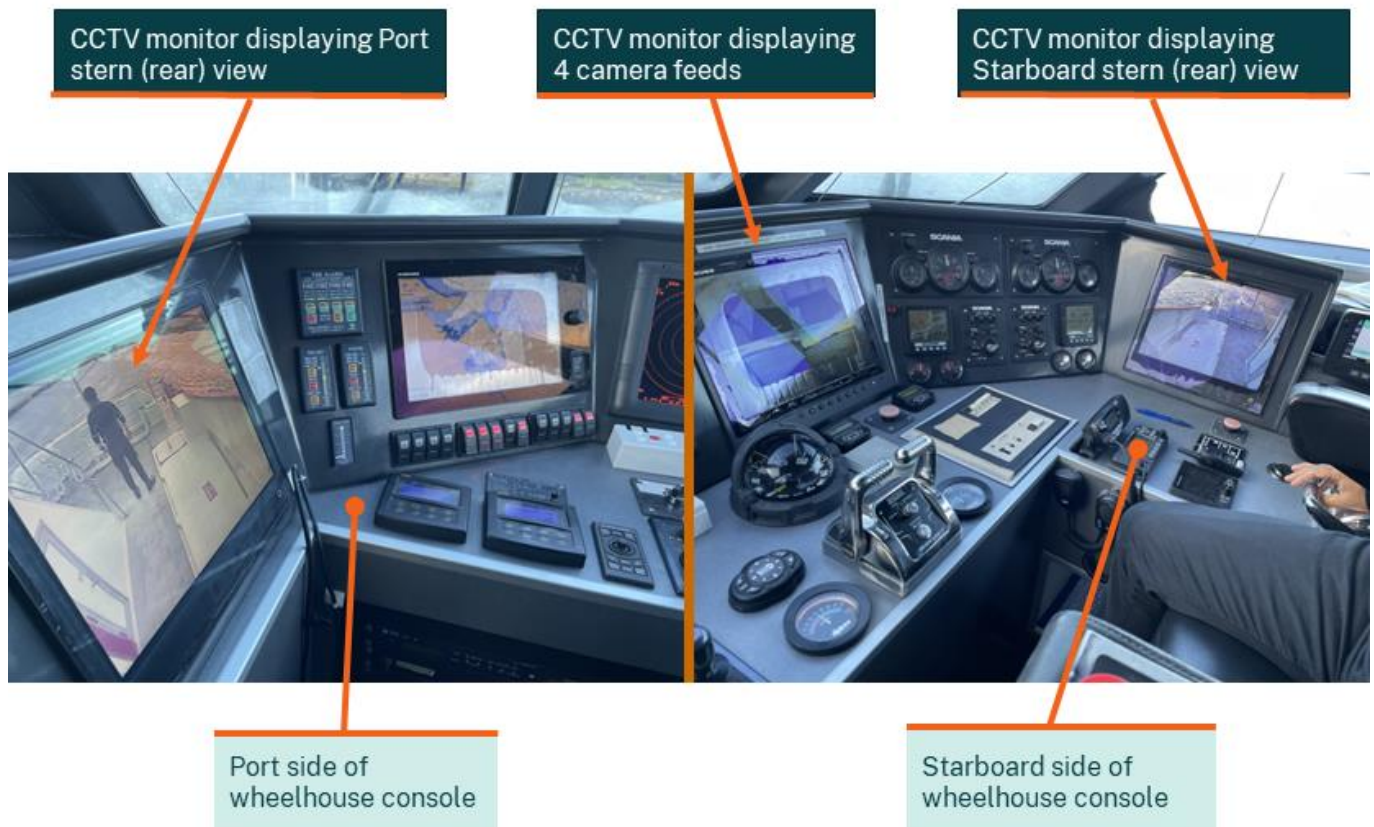 CCTV monitor displaying Port
stern (rear) view
CCTV monitor displaying
4 camera feeds
CCTV monitor displaying
Starboard stern (rear) view
SCANIA
SCANIA
Port side of
wheelhouse console
Starboard side of
wheelhouse console